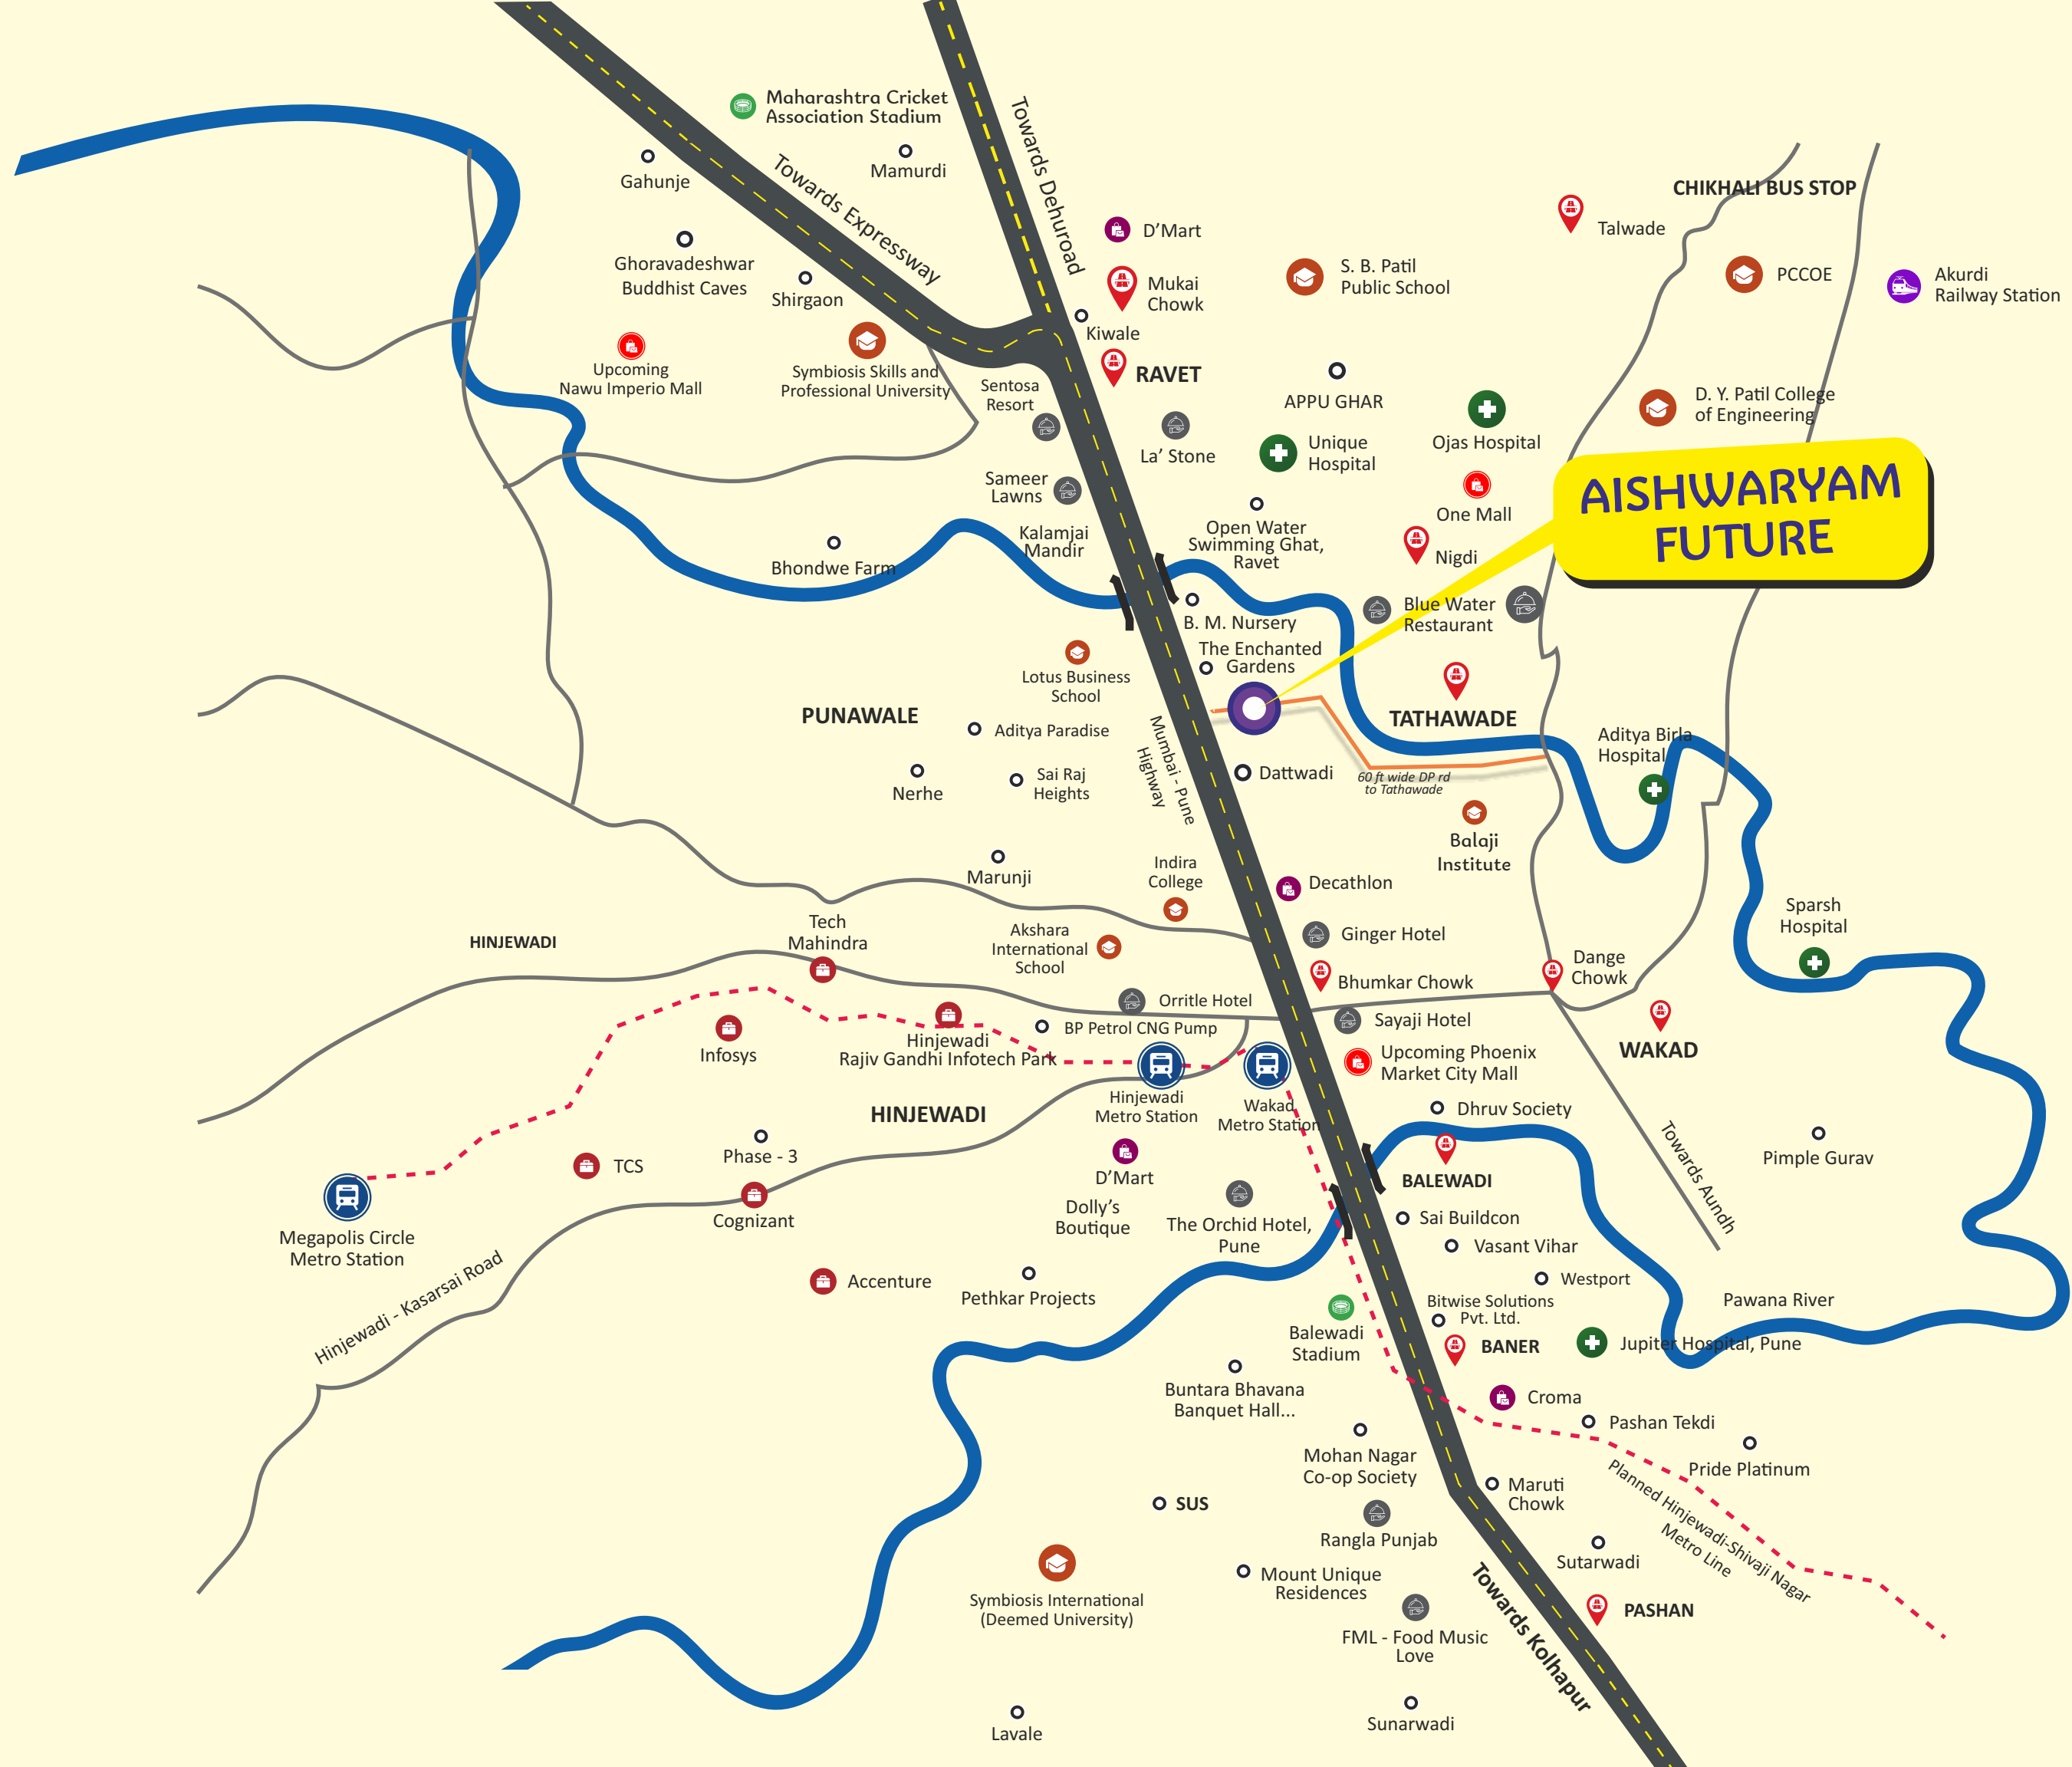 Maharashtra Cricket
Association Stadium
Gahunje
Mamurdi
Towards Expressway
Towards Dehuroad
Ghoravadeshwar
Buddhist Caves
Shirgaon
D'Mart
Mukai
Chowk
Kiwale
S. B. Patil
Public School
Talwade
CHIKHALI BUS STOP
PCCOE
Akurdi
Railway Station
Upcoming
Nawu Imperio Mall
Symbiosis Skills and
Professional University
Sentosa
Resort
RAVET
La' Stone
APPU GHAR
Unique
Hospital
Ojas Hospital
D. Y. Patil College
of Engineering
Sameer
Lawns
Kalamjai
Mandir
Open Water
Swimming Ghat,
Ravet
One Mall
Nigdi
AISHWARYAM
FUTURE
Bhondwe Farm
B. M. Nursery
The Enchanted
Gardens
Blue Water
Restaurant
Lotus Business
School
PUNAWALE
Aditya Paradise
Nerhe
Sai Raj
Heights
Mumbai - Pune
Highway
TATHAWADE
Aditya Birla
Hospital
Dattwadi
60 ft wide DP rd
to Tathawade
Balaji
Institute
Marunji
Indira
College
Decathlon
HINJEWADI
Tech
Mahindra
Akshara
International
School
Ginger Hotel
Bhumkar Chowk
Dange
Chowk
Sparsh
Hospital
Orritle Hotel
BP Petrol CNG Pump
Sayaji Hotel
Infosys
Hinjewadi
Rajiv Gandhi Infotech Park
Upcoming Phoenix
Market City Mall
WAKAD
HINJEWADI
Hinjewadi
Metro Station
Wakad
Metro Station
Dhruv Society
Towards Aundh
Pimple Gurav
Phase - 3
TCS
Cognizant
D'Mart
Dolly's
Boutique
The Orchid Hotel,
Pune
BALEWADI
Sai Buildcon
Vasant Vihar
Westport
Megapolis Circle
Metro Station
Hinjewadi - Kasarsai Road
Accenture
Pethkar Projects
Balewadi
Stadium
Bitwise Solutions
Pvt. Ltd.
BANER
Pawana River
Jupiter Hospital, Pune
Buntara Bhavana
Banquet Hall...
Croma
Pashan Tekdi
Pride Platinum
Mohan Nagar
Co-op Society
Maruti
Chowk
Planned Hinjewadi-Shivaji Nagar
Metro Line
SUS
Rangla Punjab
Sutarwadi
Symbiosis International
(Deemed University)
Mount Unique
Residences
FML - Food Music
Love
Towards Kolhapur
PASHAN
Lavale
Sunarwadi